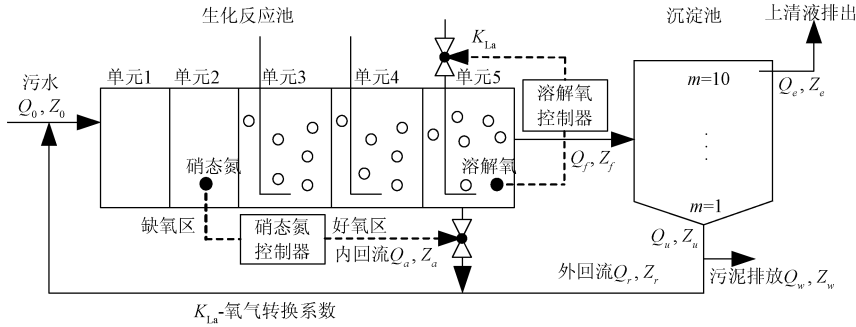 生化反应池
沉淀池
上清液排出
K_La
污水
Q_0, Z_0
单元1
单元2
单元3
单元4
单元5
溶解氧
控制器
m=10
Q_e, Z_e
硝态氮
溶解氧
Q_f, Z_f
m=1
缺氧区
硝态氮
控制器
好氧区
内回流Q_a, Z_a
Q_u, Z_u
外回流Q_r, Z_r
污泥排放Q_w, Z_w
K_La-氧气转换系数